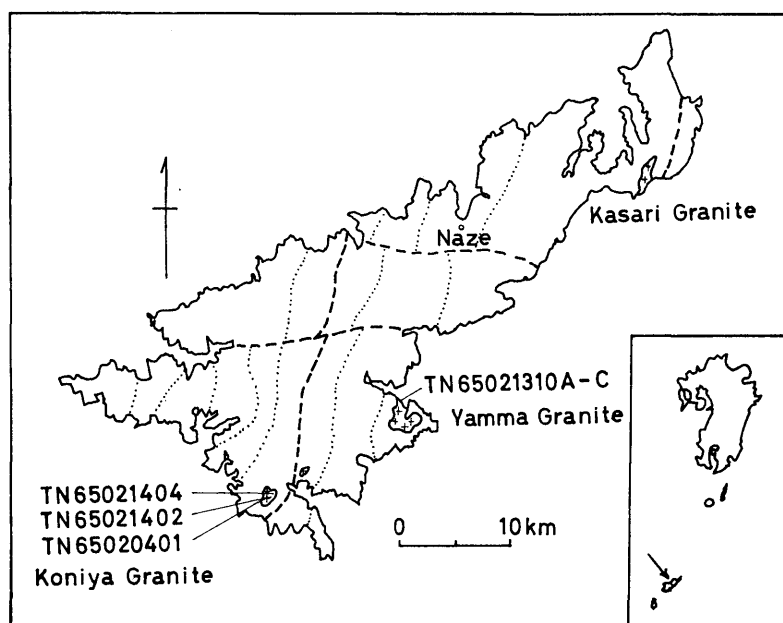 Naze
Kasari Granite
TN65021310A-C
Yamma Granite
TN65021404
TN65021402
TN65020401
Koniya Granite
0 10km